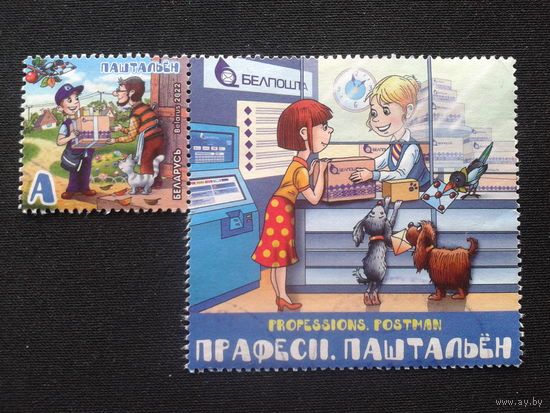 ПАШТАЛЬЁН
А
БЕЛАРУСЬ
Belarus 2022
БЕЛПОШТА
PROFESSIONS. POSTMAN
ПРАФЕСІІ. ПАШТАЛЬЁН
www.ay.by